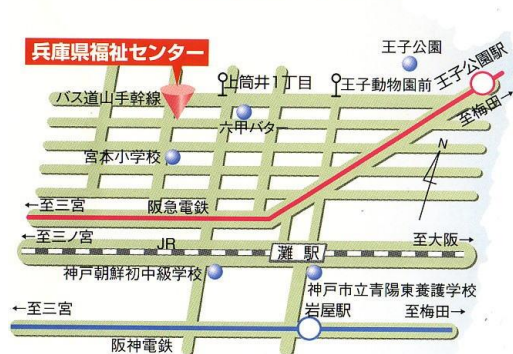 王子公園
兵庫県福祉センター
王子公園駅
上筒井1丁目
王子動物園前
バス道山手幹線
至梅田→
六甲バター
N
宮本小学校
←至三宮
阪急電鉄
←至三ノ宮
JR
灘駅
至大阪→
神戸朝鮮初中級学校
神戸市立青陽東養護学校
←至三宮
岩屋駅
至梅田→
阪神電鉄